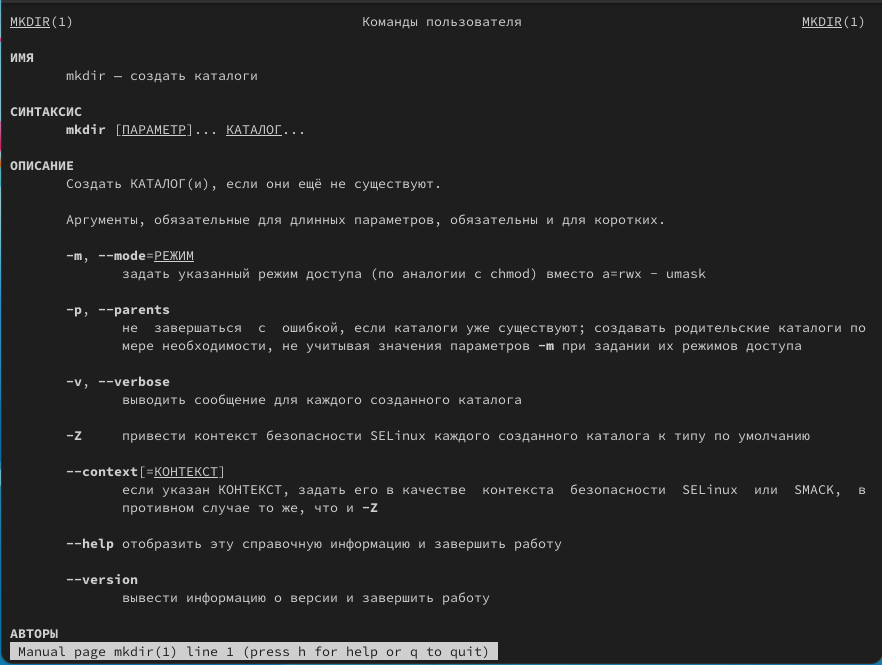 MKDIR(1) Команды пользователя MKDIR(1)
ИМЯ
mkdir — создать каталоги
СИНТАКСИС
mkdir [ПАРАМЕТР]... КАТАЛОГ...
ОПИСАНИЕ
Создать КАТАЛОГ(и), если они ещё не существуют.
Аргументы, обязательные для длинных параметров, обязательны и для коротких.
-m, --mode=РЕЖИМ
задать указанный режим доступа (по аналогии с chmod) вместо a=rwx - umask
-p, --parents
не завершаться с ошибкой, если каталоги уже существуют; создавать родительские каталоги по
мере необходимости, не учитывая значения параметров -m при задании их режимов доступа
-v, --verbose
выводить сообщение для каждого созданного каталога
-Z привести контекст безопасности SELinux каждого созданного каталога к типу по умолчанию
--context[=КОНТЕКСТ]
если указан КОНТЕКСТ, задать его в качестве контекста безопасности SELinux или SMACK, в
противном случае то же, что и -Z
--help отобразить эту справочную информацию и завершить работу
--version
вывести информацию о версии и завершить работу
АВТОРЫ
Manual page mkdir(1) line 1 (press h for help or q to quit)